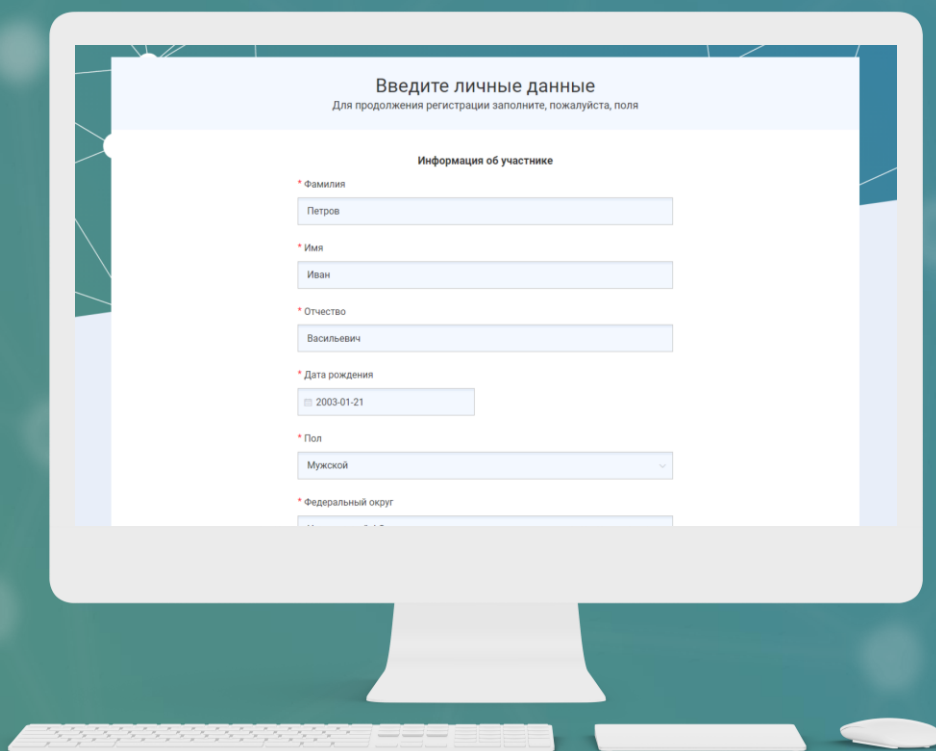 Введите личные данные
Для продолжения регистрации заполните, пожалуйста, поля
Информация об участнике
* Фамилия
Петров
* Имя
Иван
* Отчество
Васильевич
* Дата рождения
2003-01-21
* Пол
Мужской
* Федеральный округ